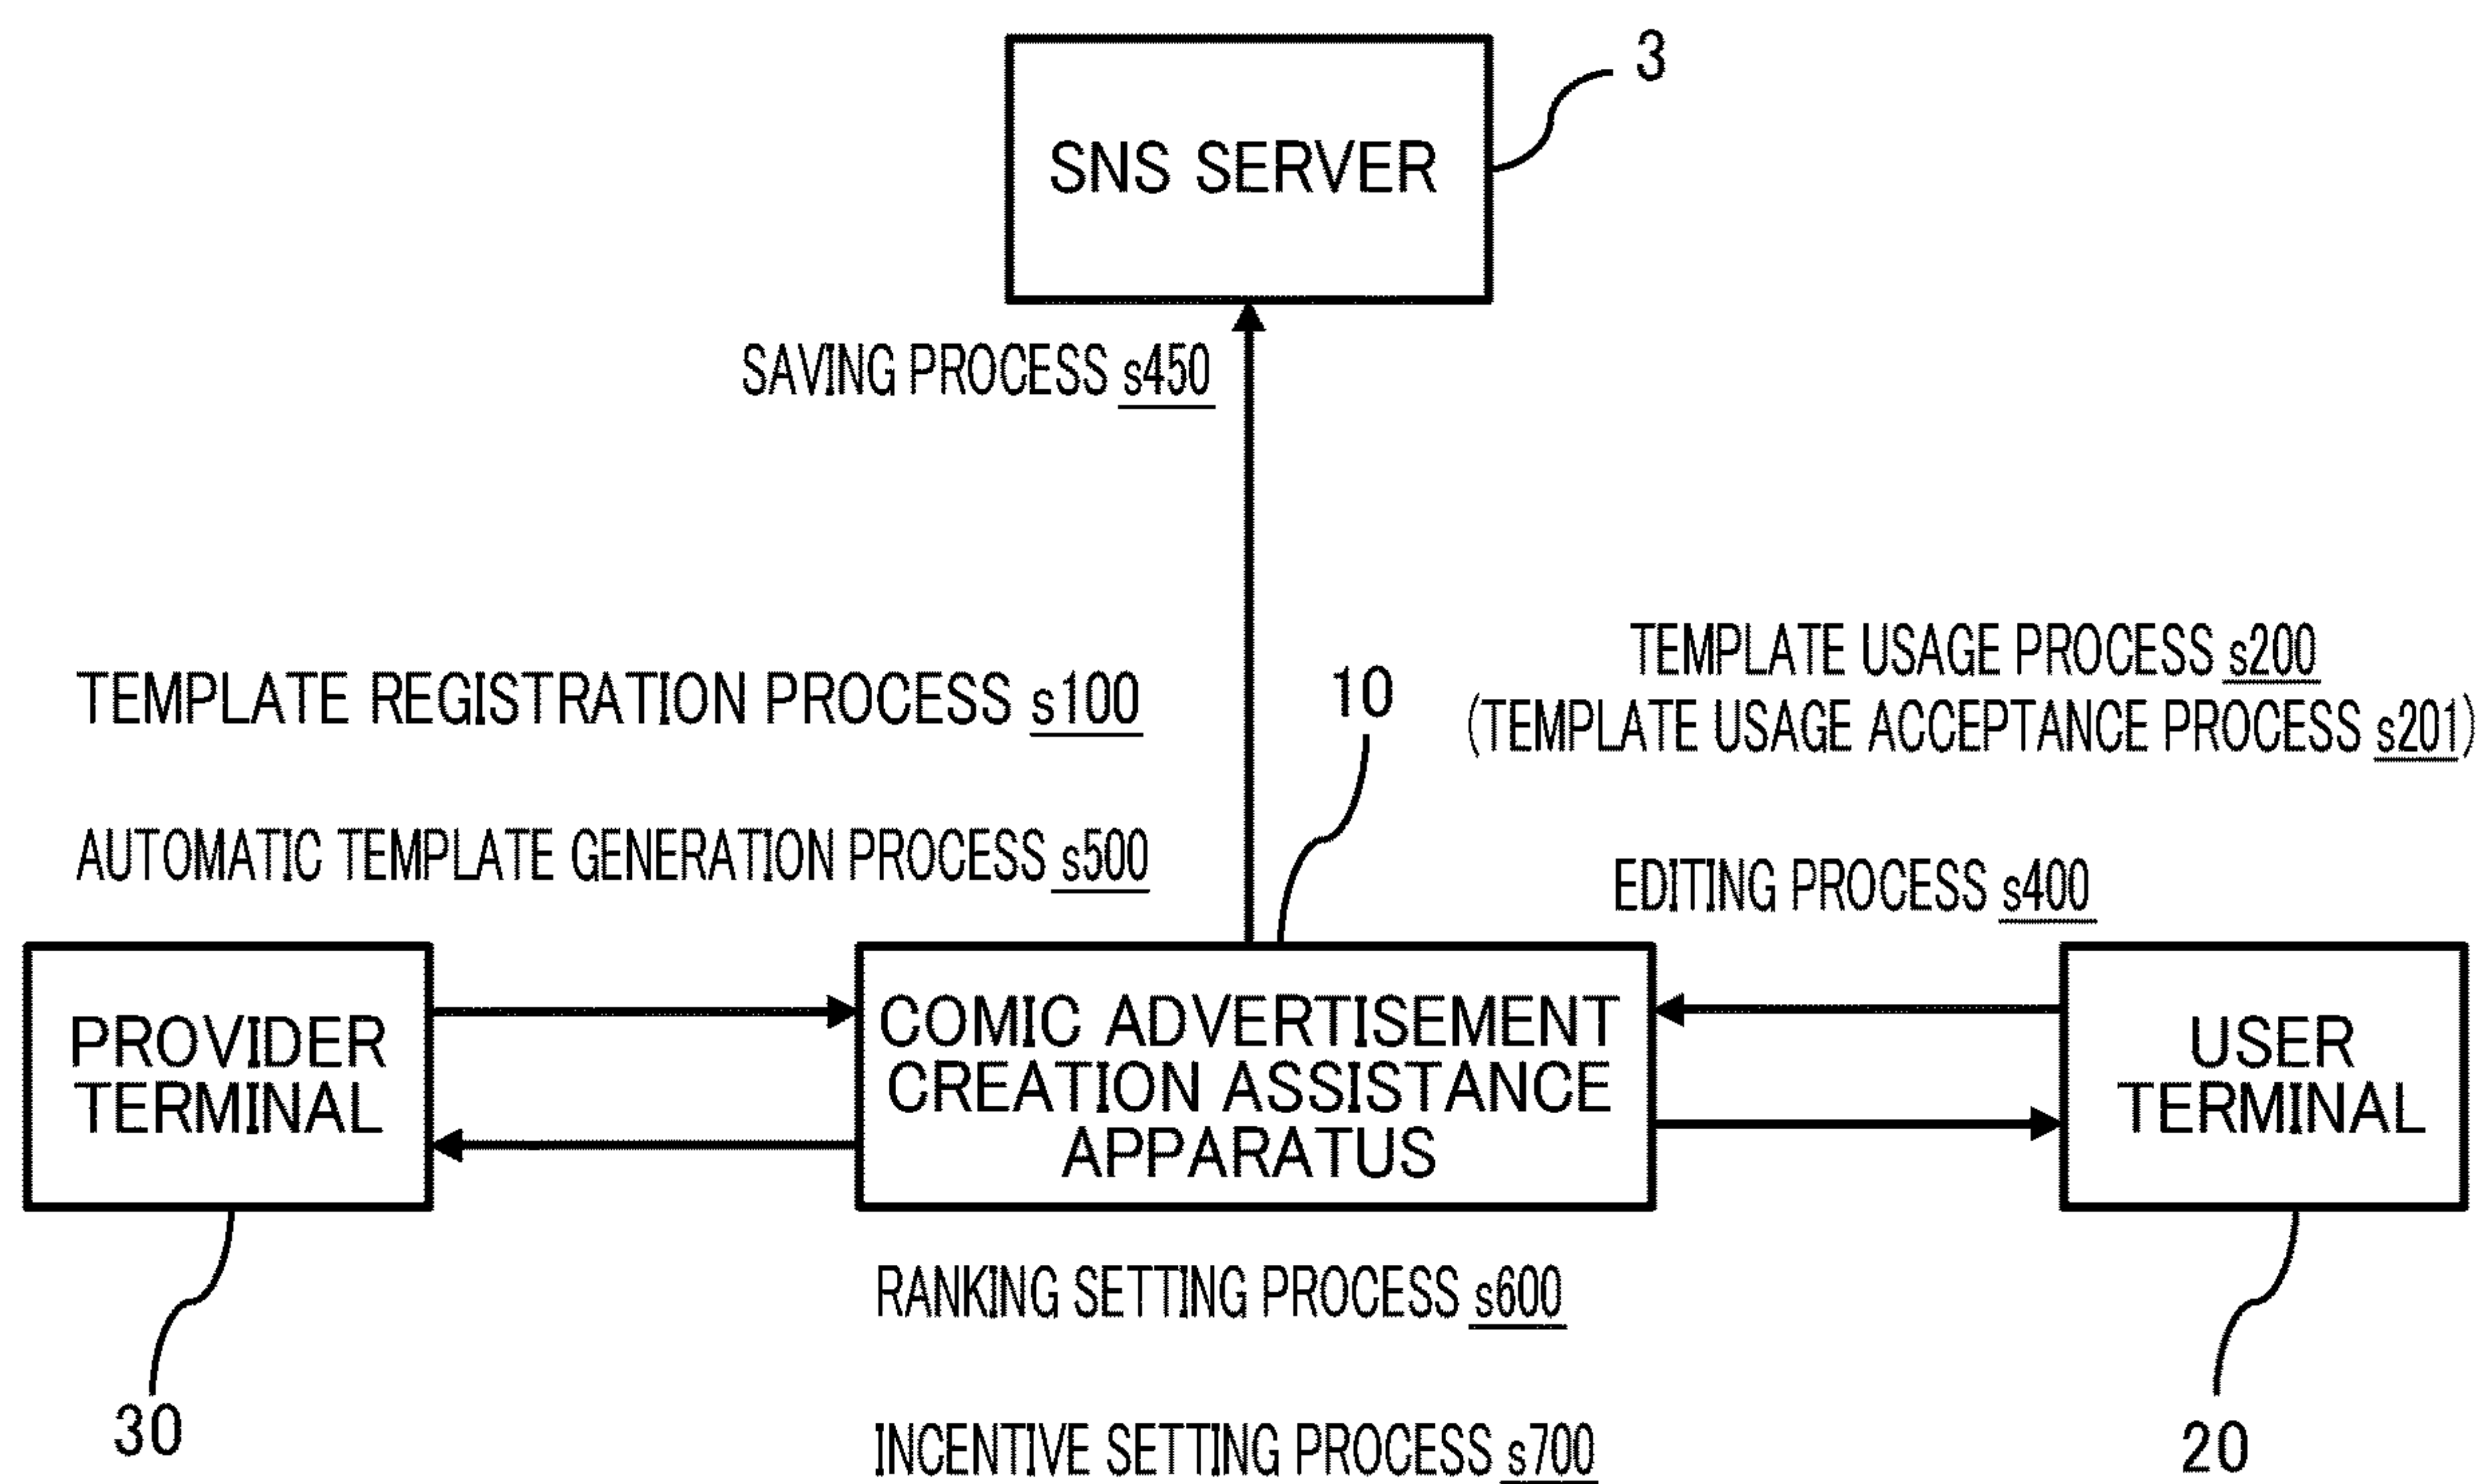 3
SNS SERVER
SAVING PROCESS s450
TEMPLATE USAGE PROCESS s200
(TEMPLATE USAGE ACCEPTANCE PROCESS s201)
TEMPLATE REGISTRATION PROCESS s100
10
AUTOMATIC TEMPLATE GENERATION PROCESS s500
EDITING PROCESS s400
PROVIDER
TERMINAL
COMIC ADVERTISEMENT
CREATION ASSISTANCE
APPARATUS
USER
TERMINAL
RANKING SETTING PROCESS s600
30
INCENTIVE SETTING PROCESS s700
20